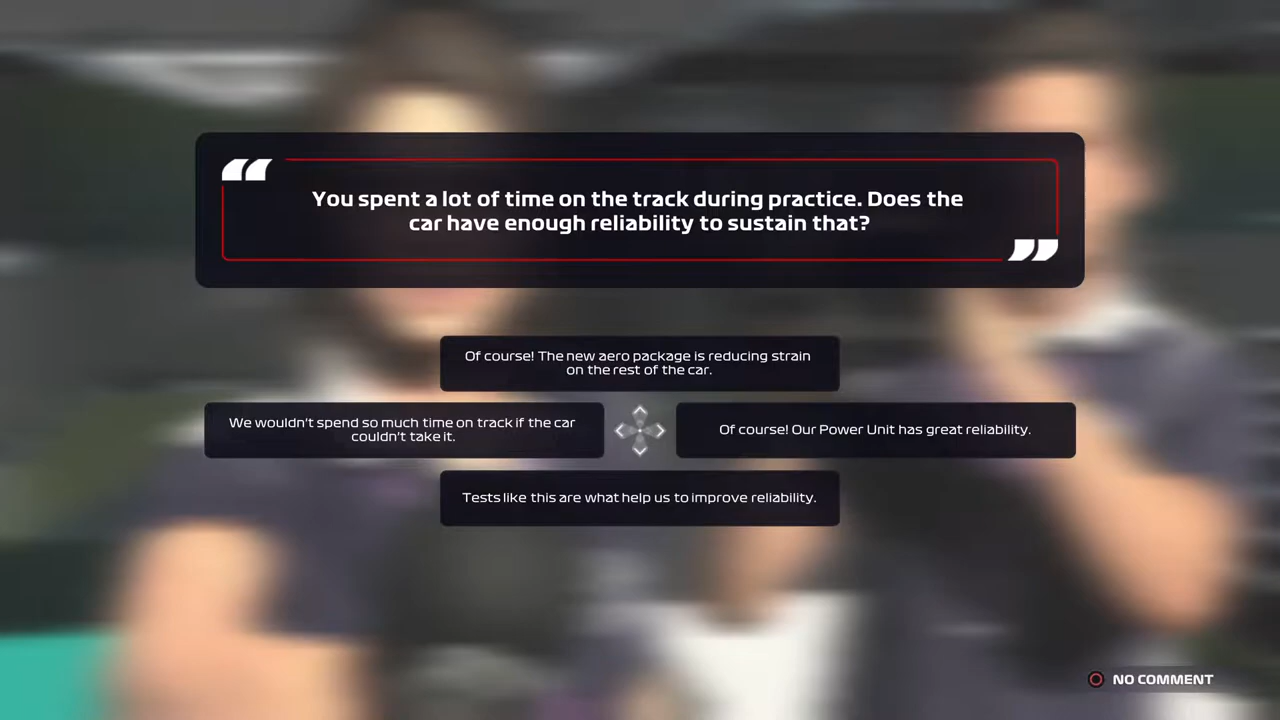 You spent a lot of time on the track during practice. Does the
car have enough reliability to sustain that?
Of course! The new aero package is reducing strain
on the rest of the car.
We wouldn't spend so much time on track if the car
couldn't take it.
Of course! Our Power Unit has great reliability.
Tests like this are what help us to improve reliability.
NO COMMENT